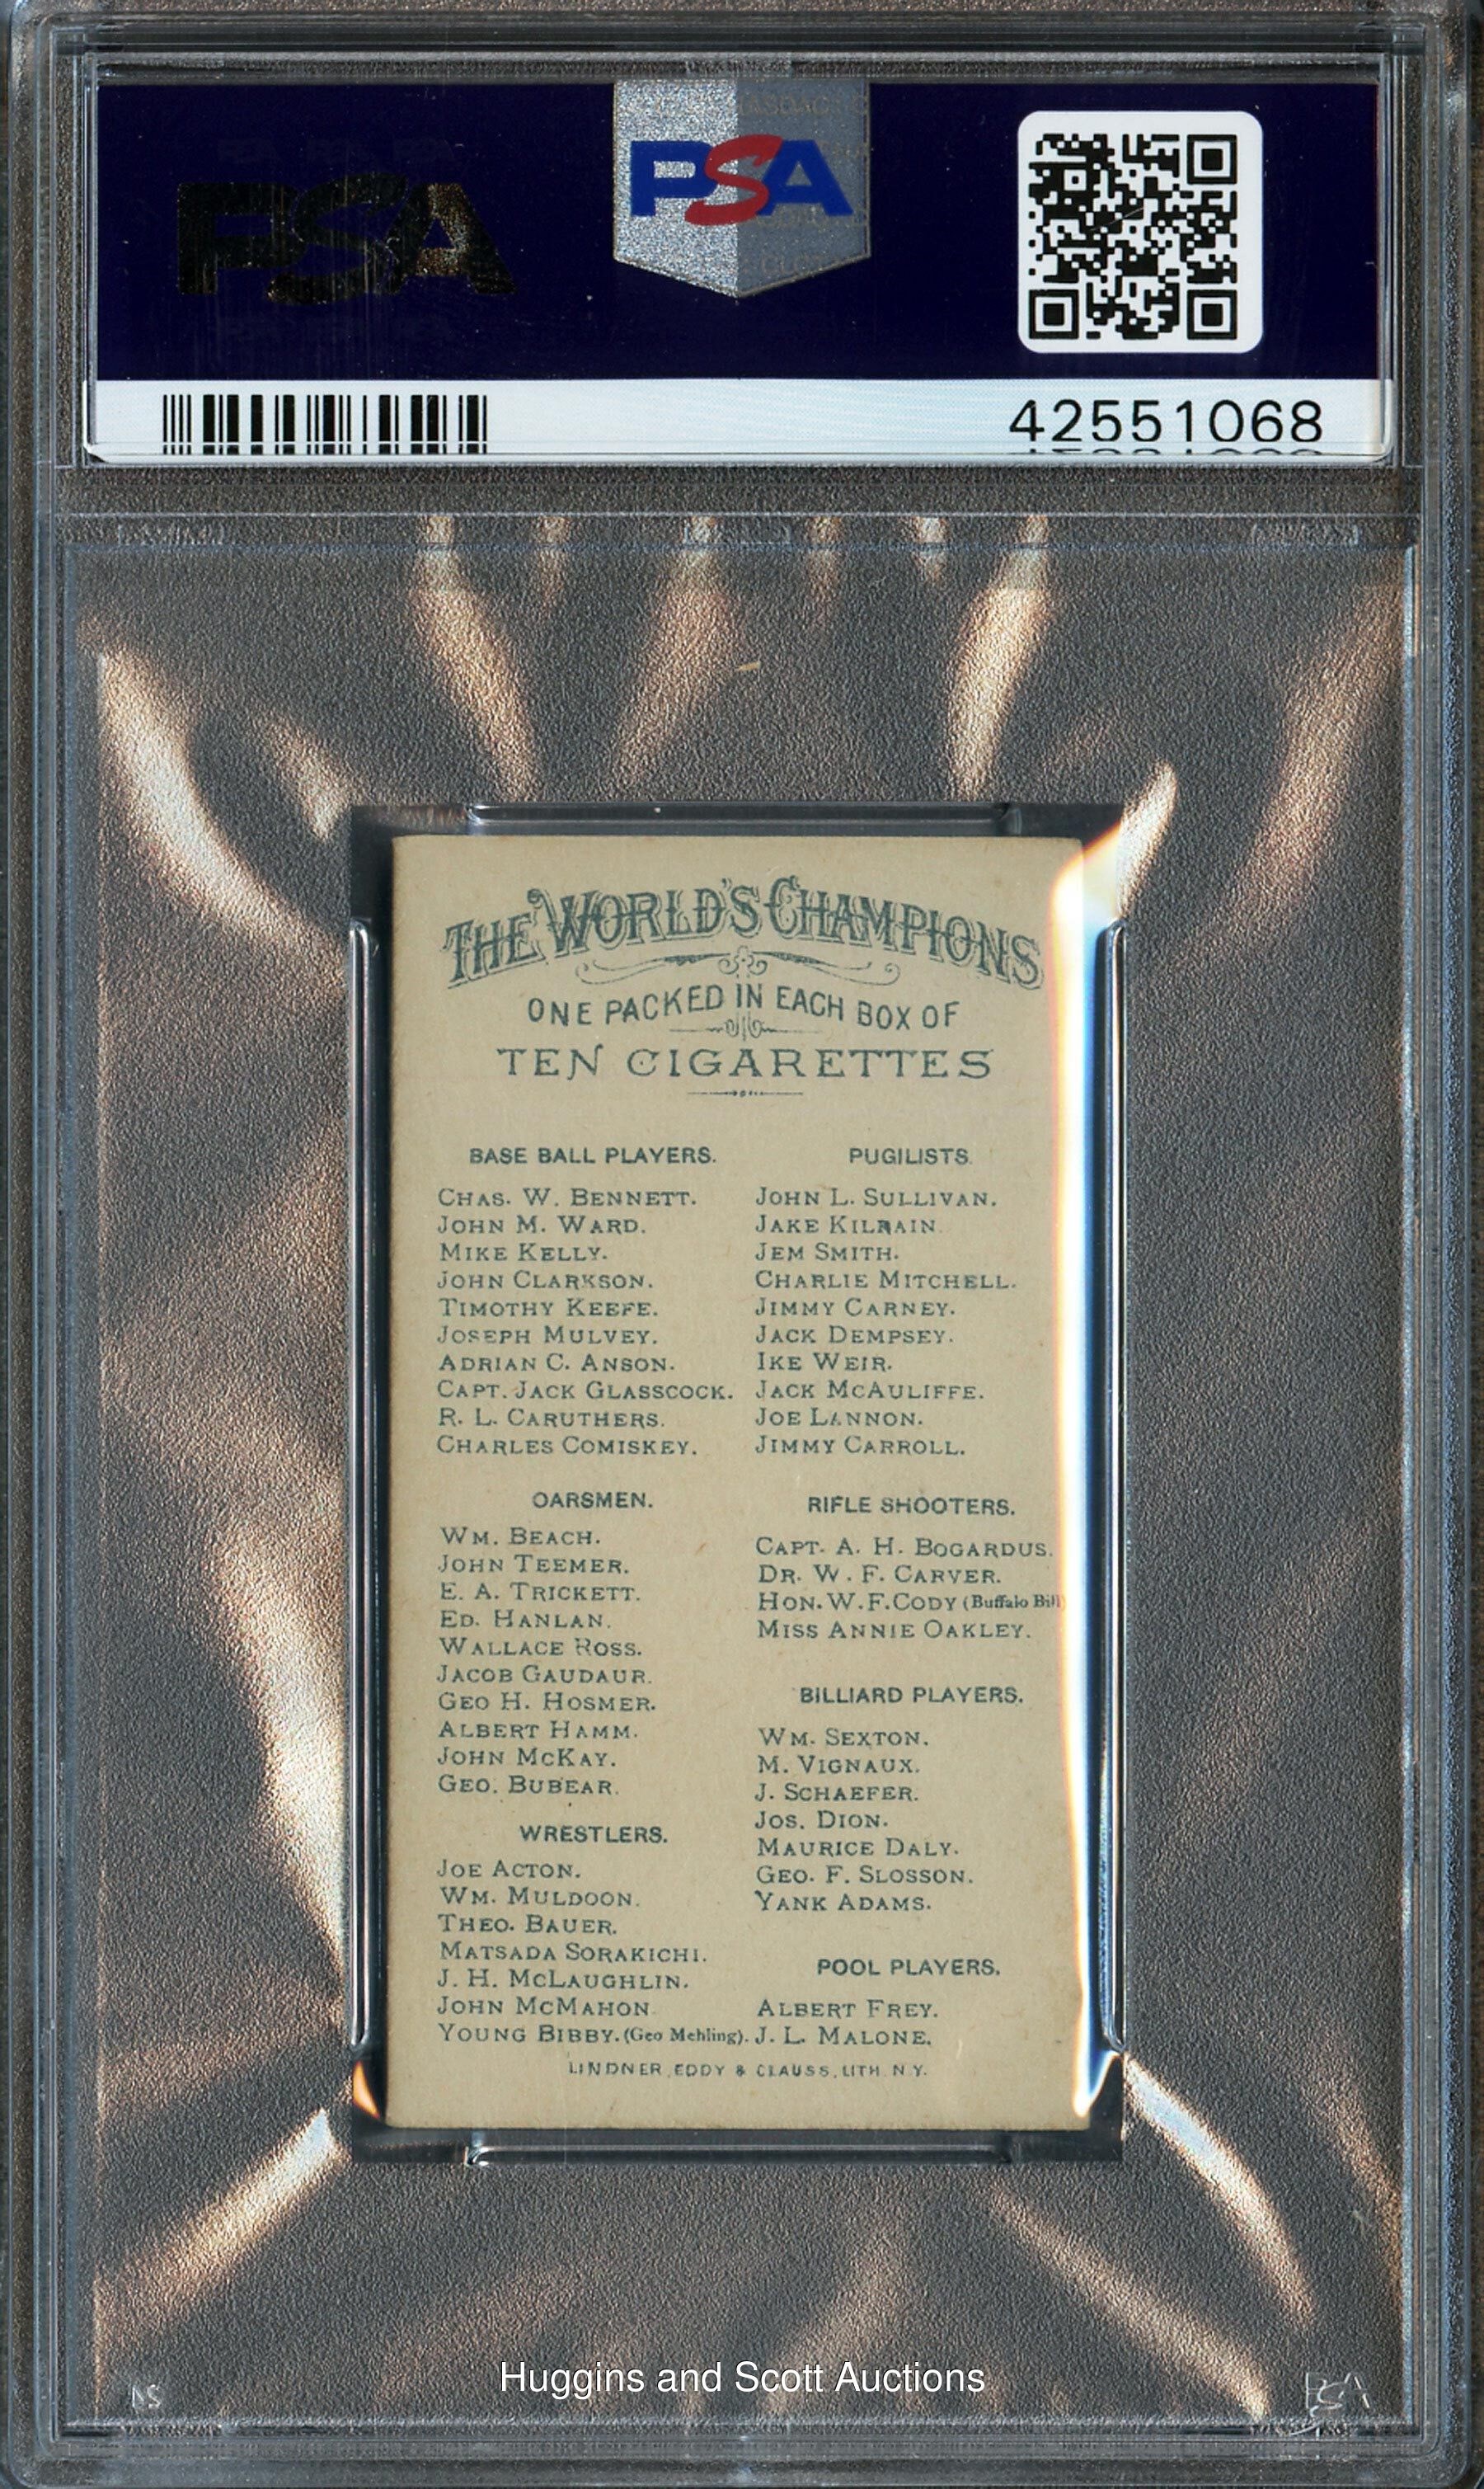 PSA
PSA
42551068
THE WORLD'S CHAMPIONS
ONE PACKED IN EACH BOX OF
TEN CIGARETTES
BASE BALL PLAYERS.
CHAS. W. BENNETT.
JOHN M. WARD.
MIKE KELLY.
JOHN CLARKSON.
TIMOTHY KEEFE.
JOSEPH MULVEY.
ADRIAN C. ANSON.
CAPT. JACK GLASSCOCK.
R. L. CARUTHERS.
CHARLES COMISKEY.
OARSMEN.
WM. BEACH.
JOHN TEEMER.
E. A. TRICKETT.
ED. HANLAN.
WALLACE ROSS.
JACOB GAUDAUR.
GEO H. HOSMER.
ALBERT HAMM.
JOHN MCKAY.
GEO. BUBEAR.
WRESTLERS.
JOE ACTON.
WM. MULDOON.
THEO. BAUER.
MATSADA SORAKICHI.
J. H. MCLAUGHLIN.
JOHN MCMAHON
YOUNG BIBBY. (Geo Mehling).
PUGILISTS.
JOHN L. SULLIVAN.
JAKE KILRAIN.
JEM SMITH.
CHARLIE MITCHELL.
JIMMY CARNEY.
JACK DEMPSEY.
IKE WEIR.
JACK MCAULIFFE.
JOE LANNON.
JIMMY CARROLL.
RIFLE SHOOTERS.
CAPT. A. H. BOGARDUS.
DR. W. F. CARVER.
HON. W. F. CODY (Buffalo Bill)
MISS ANNIE OAKLEY.
BILLIARD PLAYERS.
WM. SEXTON.
M. VIGNAUX.
J. SCHAEFER.
JOS. DION.
MAURICE DALY.
GEO. F. SLOSSON.
YANK ADAMS.
POOL PLAYERS.
ALBERT FREY.
J. L. MALONE.
LINDNER, EDDY & CLAUSS, LITH. N.Y.
Huggins and Scott Auctions
PSA